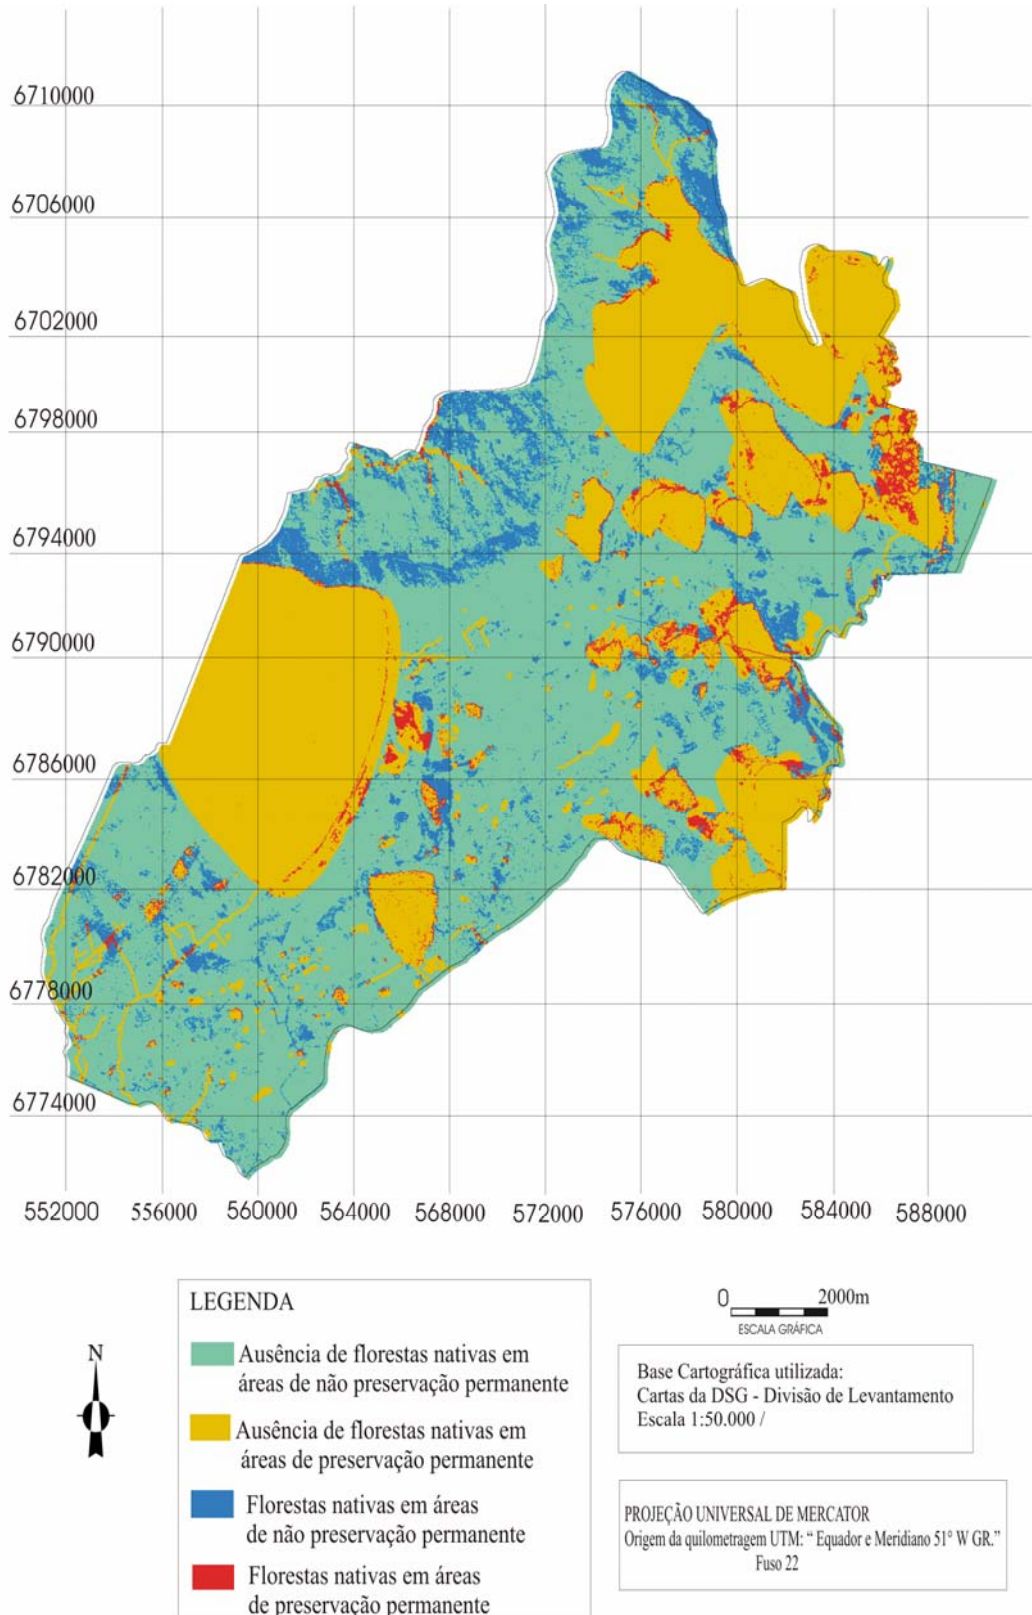 6710000
6706000
6702000
6798000
6794000
6790000
6786000
6782000
6778000
6774000
552000 556000 560000 564000 568000 572000 576000 580000 584000 588000
N
LEGENDA
Ausência de florestas nativas em
áreas de não preservação permanente
Ausência de florestas nativas em
áreas de preservação permanente
Florestas nativas em áreas
de não preservação permanente
Florestas nativas em áreas
de preservação permanente
0 2000m
ESCALA GRÁFICA
Base Cartográfica utilizada:
Cartas da DSG - Divisão de Levantamento
Escala 1:50.000 /
PROJEÇÃO UNIVERSAL DE MERCATOR
Origem da quilometragem UTM: “ Equador e Meridiano 51° W GR.”
Fuso 22